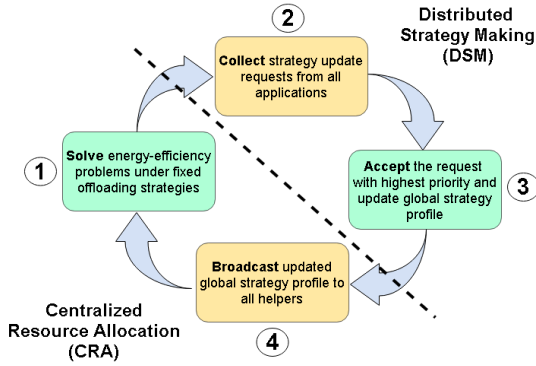 2
Distributed
Strategy Making
(DSM)
Collect strategy update
requests from all
applications
1
Solve energy-efficiency
problems under fixed
offloading strategies
Accept the request
with highest priority and
update global strategy
profile
3
Broadcast updated
global strategy profile to
all helpers
4
Centralized
Resource Allocation
(CRA)